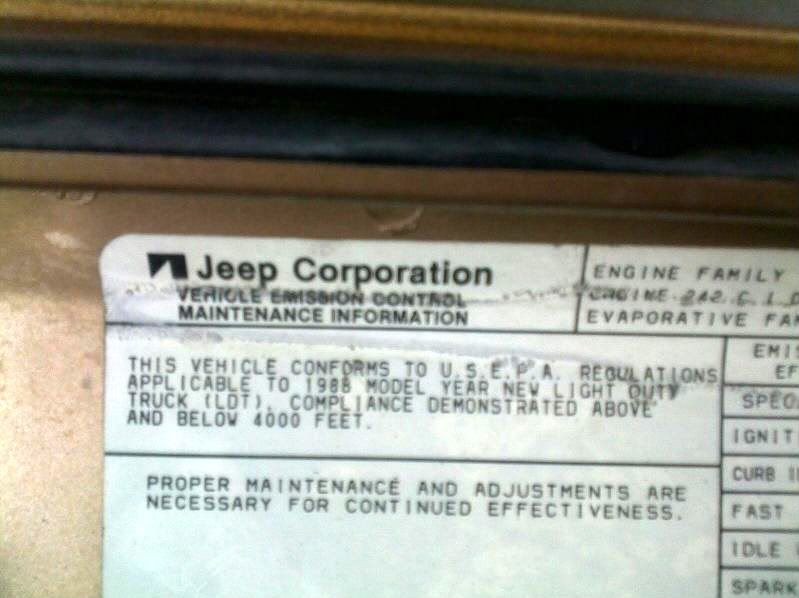 Jeep Corporation
VEHICLE EMISSION CONTROL
MAINTENANCE INFORMATION
ENGINE FAMILY
ENGINE 242 C.I.D
EVAPORATIVE FAM
THIS VEHICLE CONFORMS TO U.S.E.P.A. REGULATIONS
APPLICABLE TO 1988 MODEL YEAR NEW LIGHT DUTY
TRUCK (LDT), COMPLIANCE DEMONSTRATED ABOVE
AND BELOW 4000 FEET.
PROPER MAINTENANCE AND ADJUSTMENTS ARE
NECESSARY FOR CONTINUED EFFECTIVENESS.
EMIS
EF
SPEC
IGNIT
CURB I
FAST
IDLE
SPARK